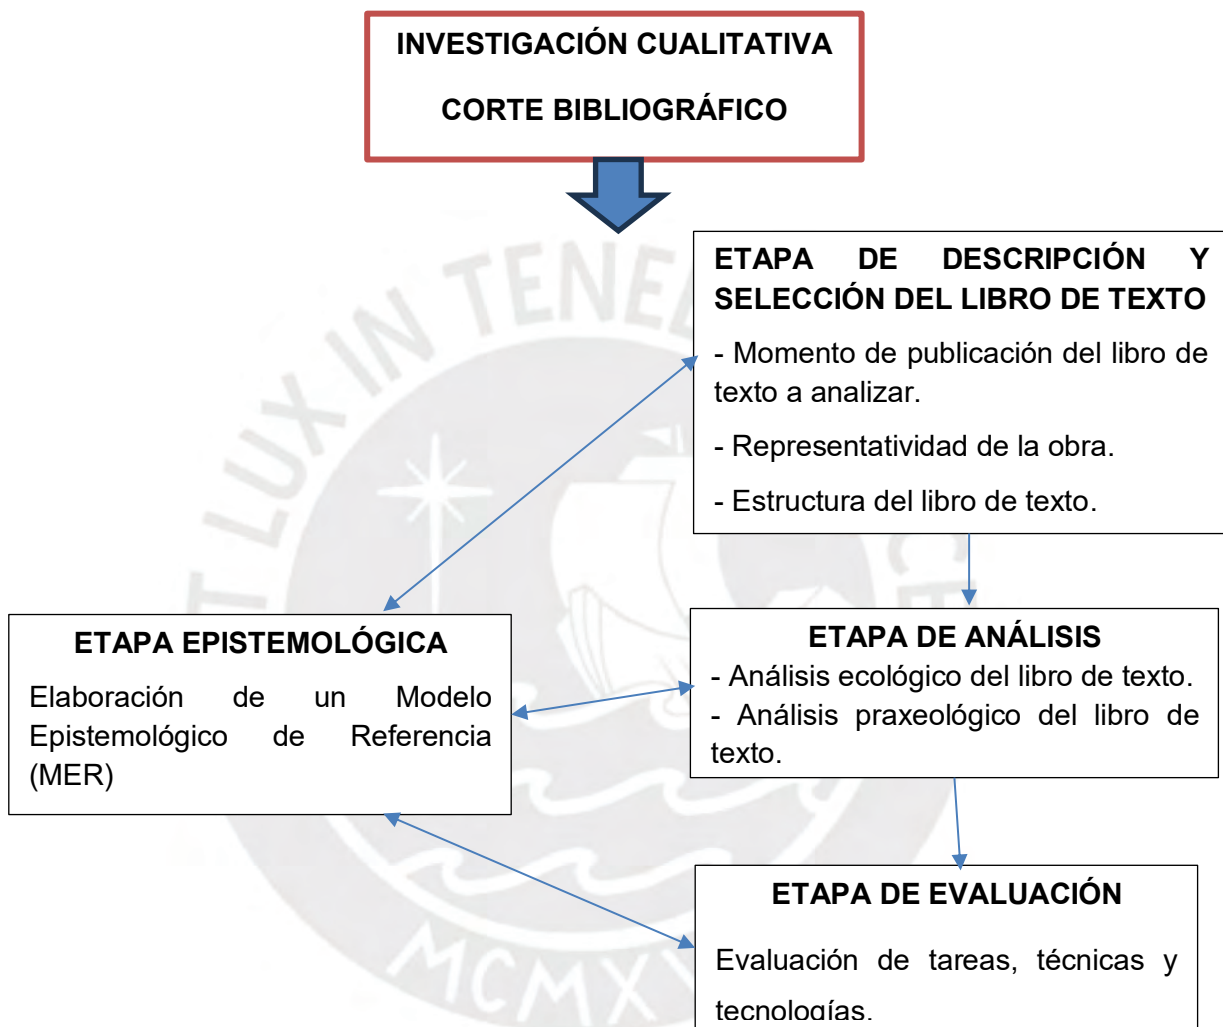 INVESTIGACIÓN CUALITATIVA
CORTE BIBLIOGRÁFICO
ETAPA DE DESCRIPCIÓN Y
SELECCIÓN DEL LIBRO DE TEXTO
- Momento de publicación del libro de
texto a analizar.
- Representatividad de la obra.
- Estructura del libro de texto.
ETAPA EPISTEMOLÓGICA
Elaboración de un Modelo
Epistemológico de Referencia
(MER)
ETAPA DE ANÁLISIS
- Análisis ecológico del libro de texto.
- Análisis praxeológico del libro de
texto.
ETAPA DE EVALUACIÓN
Evaluación de tareas, técnicas y
tecnologías.
LUX IN